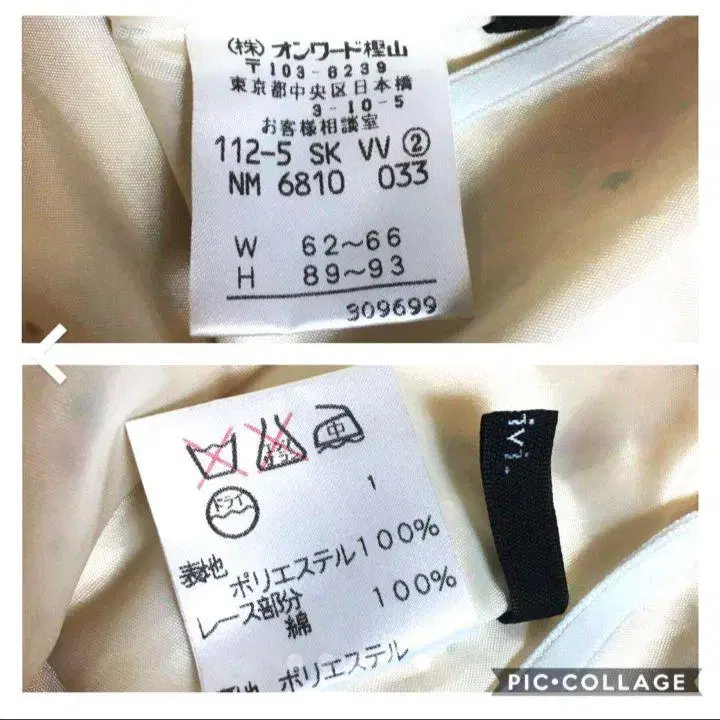 (株)オンワード樫山
〒103-8239
東京都中央区日本橋
3-10-5
お客様相談室
112-5 SK VV ②
NM 6810 033
W 62～66
H 89～93
309699
中
ドライ
1
表地 ポリエステル100%
レース部分
綿 100%
ポリエステル
PIC•COLLAGE